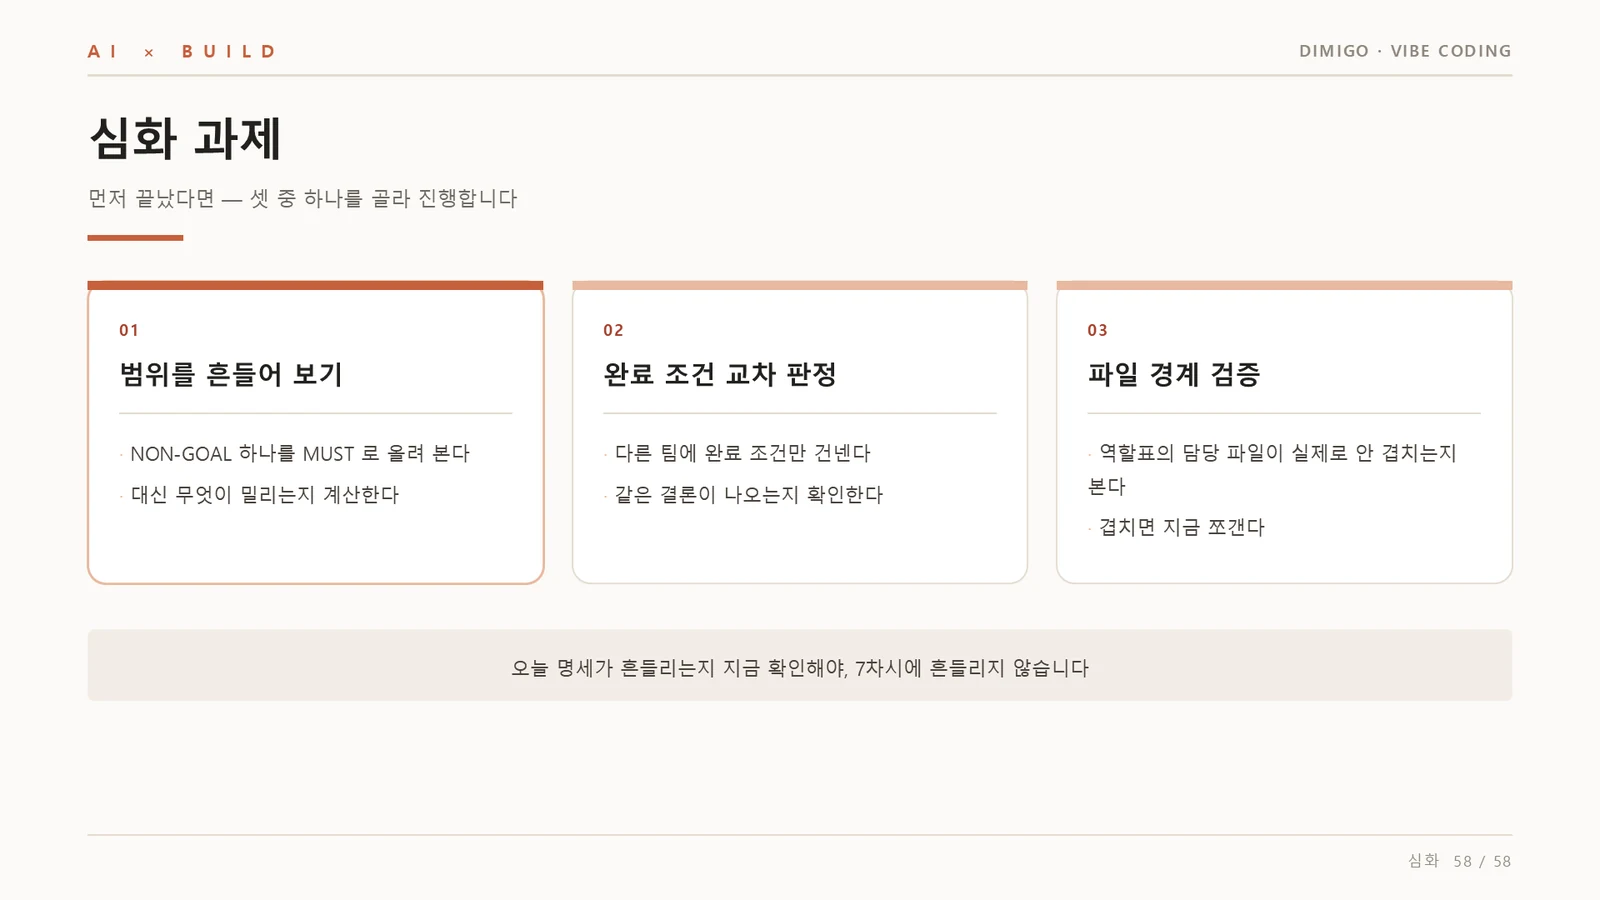 AI × BUILD
DIMIGO · VIBE CODING
심화 과제
먼저 끝났다면 — 셋 중 하나를 골라 진행합니다
01
범위를 흔들어 보기
· NON-GOAL 하나를 MUST 로 올려 본다
· 대신 무엇이 밀리는지 계산한다
02
완료 조건 교차 판정
· 다른 팀에 완료 조건만 건넨다
· 같은 결론이 나오는지 확인한다
03
파일 경계 검증
· 역할표의 담당 파일이 실제로 안 겹치는지
본다
· 겹치면 지금 쪼갠다
오늘 명세가 흔들리는지 지금 확인해야, 7차시에 흔들리지 않습니다
심화 58 / 58